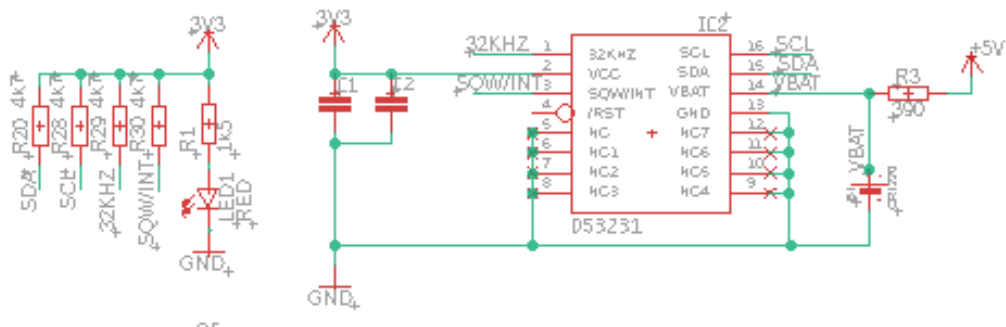 3V3
R20 4k7
R28 4k7
R29 4k7
R30 4k7
R1 1k5
SDA
SCL
32KHZ
SQW/INT
LED1
RED
GND
3V3
C1
C2
GND
IC2
32KHZ
SQW/INT
1 32KHZ
2 VCC
3 SQW/INT
4 /RST
5 NC
6 NC1
7 NC2
8 NC3
SCL 16
SDA 15
VBAT 14
GND 13
NC7 12
NC6 11
NC5 10
NC4 9
DS3231
SCL
SDA
VBAT
R3
390
+5V
VBAT